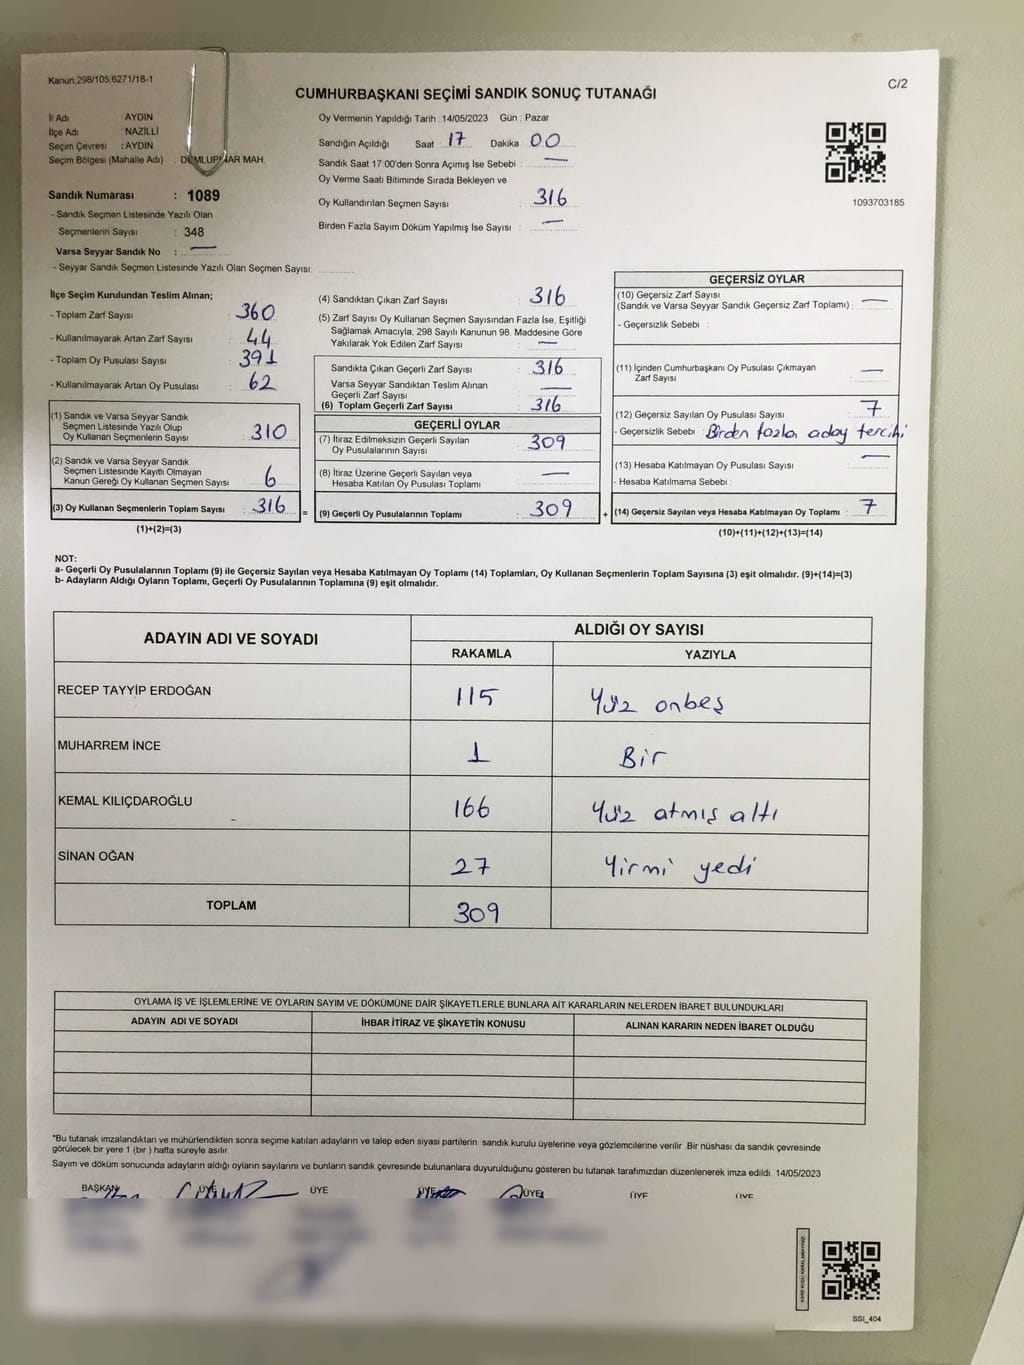 Kanun,298/105,6271/16-1
C/2
CUMHURBAŞKANI SEÇİMİ SANDIK SONUÇ TUTANAĞI
İl Adı AYDIN
İlçe Adı NAZİLLİ
Seçim Çevresi : AYDIN
Seçim Bölgesi (Mahalle Adı) : DUMLUPINAR MAH.
Sandık Numarası : 1089
- Sandık Seçmen Listesinde Yazılı Olan
Seçmenlerin Sayısı : 348
Varsa Seyyar Sandık No : —
- Seyyar Sandık Seçmen Listesinde Yazılı Olan Seçmen Sayısı:
Oy Vermenin Yapıldığı Tarih : 14/05/2023 Gün : Pazar
Sandığın Açıldığı Saat : 17 Dakika : 00
Sandık Saat 17:00'den Sonra Açımış İse Sebebi : —
Oy Verme Saati Bitiminde Sırada Bekleyen ve
Oy Kullandırılan Seçmen Sayısı : 316
Birden Fazla Sayım Döküm Yapılmış İse Sayısı : —
1093703185
İlçe Seçim Kurulundan Teslim Alınan;
- Toplam Zarf Sayısı : 360
- Kullanılmayarak Artan Zarf Sayısı : 44
- Toplam Oy Pusulası Sayısı : 391
- Kullanılmayarak Artan Oy Pusulası : 62
(1) Sandık ve Varsa Seyyar Sandık
Seçmen Listesinde Yazılı Olup
Oy Kullanan Seçmenlerin Sayısı : 310
(2) Sandık ve Varsa Seyyar Sandık
Seçmen Listesinde Kayıtlı Olmayan
Kanun Gereği Oy Kullanan Seçmen Sayısı : 6
(3) Oy Kullanan Seçmenlerin Toplam Sayısı : 316
(1)+(2)=(3)
=
(4) Sandıktan Çıkan Zarf Sayısı : 316
(5) Zarf Sayısı Oy Kullanan Seçmen Sayısından Fazla İse, Eşitliği
Sağlamak Amacıyla, 298 Sayılı Kanunun 98. Maddesine Göre
Yakılarak Yok Edilen Zarf Sayısı : —
Sandıkta Çıkan Geçerli Zarf Sayısı : 316
Varsa Seyyar Sandıktan Teslim Alınan
Geçerli Zarf Sayısı : —
(6) Toplam Geçerli Zarf Sayısı : 316
GEÇERLİ OYLAR
(7) İtiraz Edilmeksizin Geçerli Sayılan
Oy Pusulalarının Sayısı : 309
(8) İtiraz Üzerine Geçerli Sayılan veya
Hesaba Katılan Oy Pusulası Toplamı : —
(9) Geçerli Oy Pusulalarının Toplamı : 309
+
GEÇERSİZ OYLAR
(10) Geçersiz Zarf Sayısı
(Sandık ve Varsa Seyyar Sandık Geçersiz Zarf Toplamı) : —
- Geçersizlik Sebebi :
(11) İçinden Cumhurbaşkanı Oy Pusulası Çıkmayan
Zarf Sayısı : —
(12) Geçersiz Sayılan Oy Pusulası Sayısı : 7
- Geçersizlik Sebebi : Birden fazla aday tercihi
(13) Hesaba Katılmayan Oy Pusulası Sayısı : —
- Hesaba Katılmama Sebebi :
(14) Geçersiz Sayılan veya Hesaba Katılmayan Oy Toplamı : 7
(10)+(11)+(12)+(13)=(14)
NOT:
a- Geçerli Oy Pusulalarının Toplamı (9) ile Geçersiz Sayılan veya Hesaba Katılmayan Oy Toplamı (14) Toplamları, Oy Kullanan Seçmenlerin Toplam Sayısına (3) eşit olmalıdır. (9)+(14)=(3)
b- Adayların Aldığı Oyların Toplamı, Geçerli Oy Pusulalarının Toplamına (9) eşit olmalıdır.
ADAYIN ADI VE SOYADI ALDIĞI OY SAYISI
RAKAMLA YAZIYLA
RECEP TAYYİP ERDOĞAN 115 Yüz onbeş
MUHARREM İNCE 1 Bir
KEMAL KILIÇDAROĞLU 166 Yüz atmış altı
SİNAN OĞAN 27 Yirmi yedi
TOPLAM 309
OYLAMA İŞ VE İŞLEMLERİNE VE OYLARIN SAYIM VE DÖKÜMÜNE DAİR ŞİKAYETLERLE BUNLARA AİT KARARLARIN NELERDEN İBARET BULUNDUKLARI
ADAYIN ADI VE SOYADI İHBAR İTİRAZ VE ŞİKAYETİN KONUSU ALINAN KARARIN NEDEN İBARET OLDUĞU
*Bu tutanak imzalandıktan ve mühürlendikten sonra seçime katılan adayların ve talep eden siyasi partilerin sandık kurulu üyelerine veya gözlemcilerine verilir. Bir nüshası da sandık çevresinde
görülecek bir yere 1 (bir ) hafta süreyle asılır.
Sayım ve döküm sonucunda adayların aldığı oyların sayılarını ve bunların sandık çevresinde bulunanlara duyurulduğunu gösteren bu tutanak tarafımızdan düzenlenerek imza edildi. 14/05/2023
BAŞKAN ÜYE ÜYE ÜYE ÜYE ÜYE ÜYE
KARE KODU KARALAMAYINIZ!
SSI_404